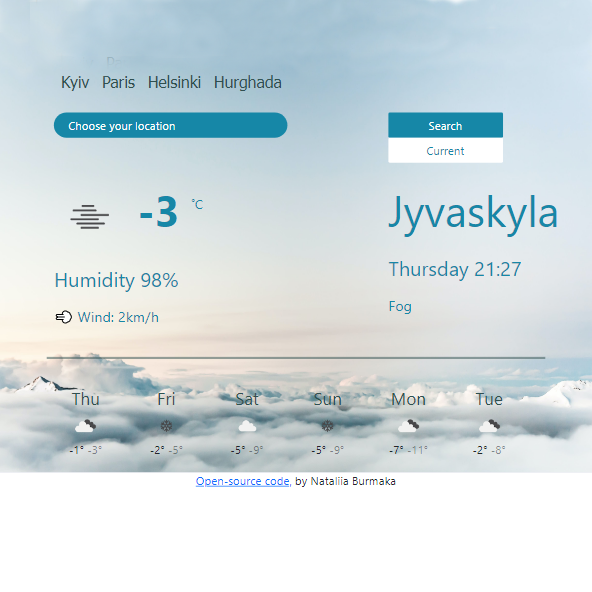 Kyiv Paris Helsinki Hurghada
Choose your location
Search
Current
-3 °C
Jyvaskyla
Humidity 98%
Thursday 21:27
Wind: 2km/h
Fog
Thu Fri Sat Sun Mon Tue
-1° -3° -2° -5° -5° -9° -5° -9° -7° -11° -2° -8°
Open-source code, by Nataliia Burmaka